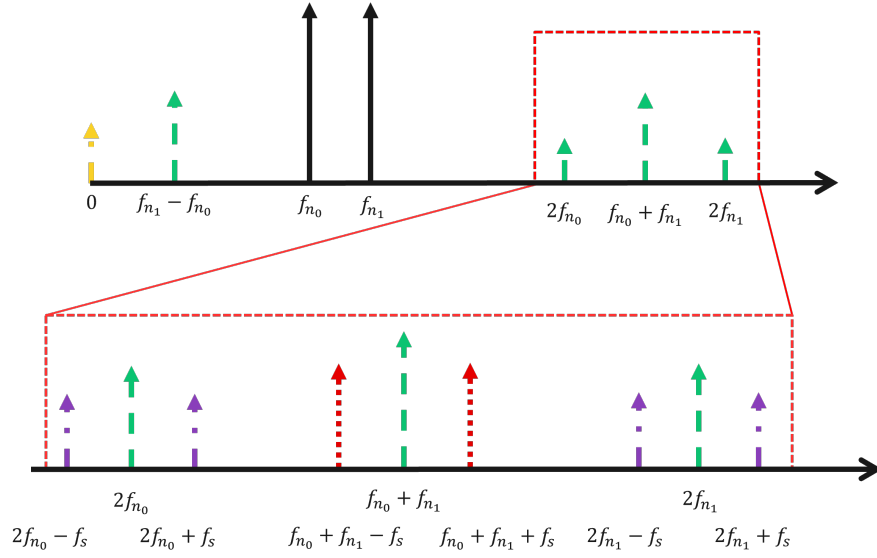 0 f_{n_1} − f_{n_0} f_{n_0} f_{n_1} 2f_{n_0} f_{n_0} + f_{n_1} 2f_{n_1}
2f_{n_0} f_{n_0} + f_{n_1} 2f_{n_1}
2f_{n_0} − f_s 2f_{n_0} + f_s f_{n_0} + f_{n_1} − f_s f_{n_0} + f_{n_1} + f_s 2f_{n_1} − f_s 2f_{n_1} + f_s